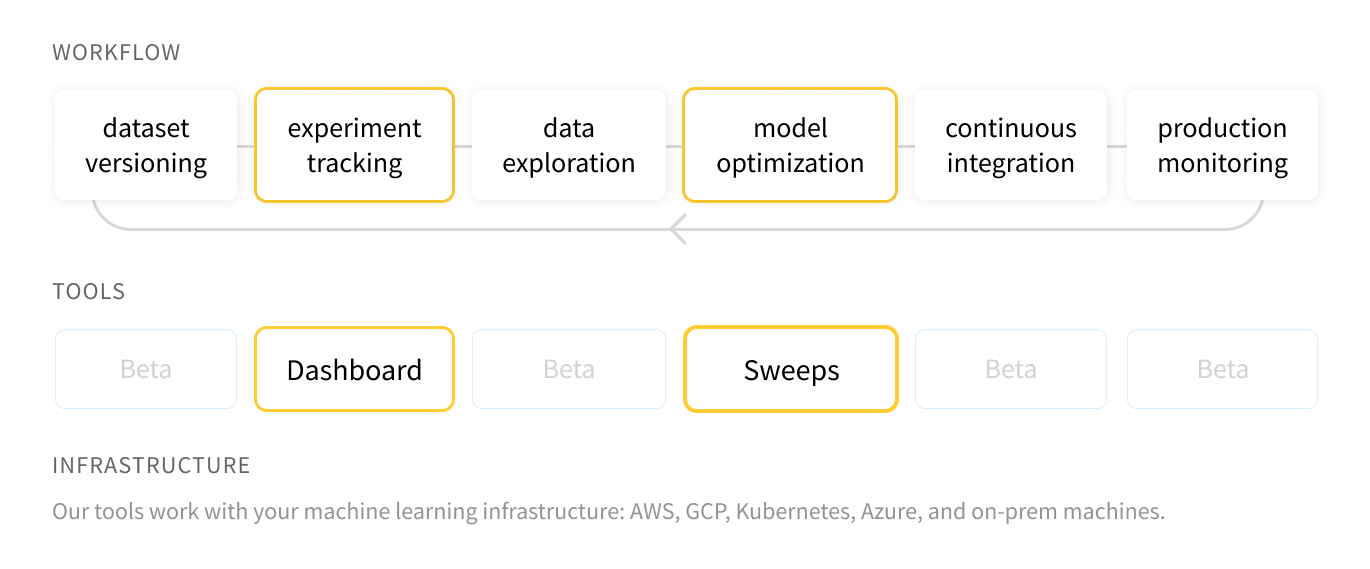 WORKFLOW
dataset versioning
experiment tracking
data exploration
model optimization
continuous integration
production monitoring
TOOLS
Beta
Dashboard
Beta
Sweeps
Beta
Beta
INFRASTRUCTURE
Our tools work with your machine learning infrastructure: AWS, GCP, Kubernetes, Azure, and on-prem machines.